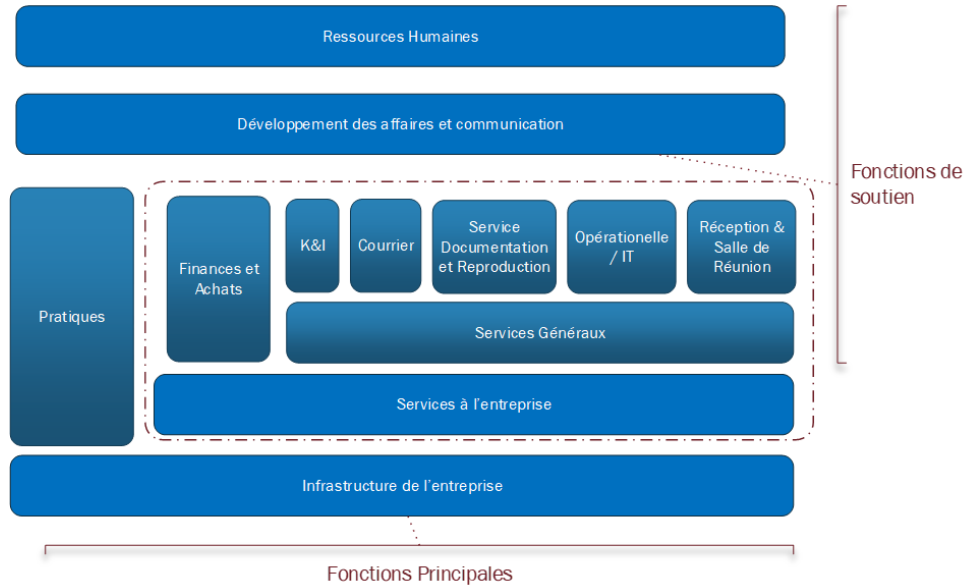 Ressources Humaines
Développement des affaires et communication
Fonctions de
soutien
Pratiques
Finances et
Achats
K&I
Courrier
Service
Documentation
et Reproduction
Opérationelle
/ IT
Réception &
Salle de
Réunion
Services Généraux
Services à l'entreprise
Infrastructure de l'entreprise
Fonctions Principales